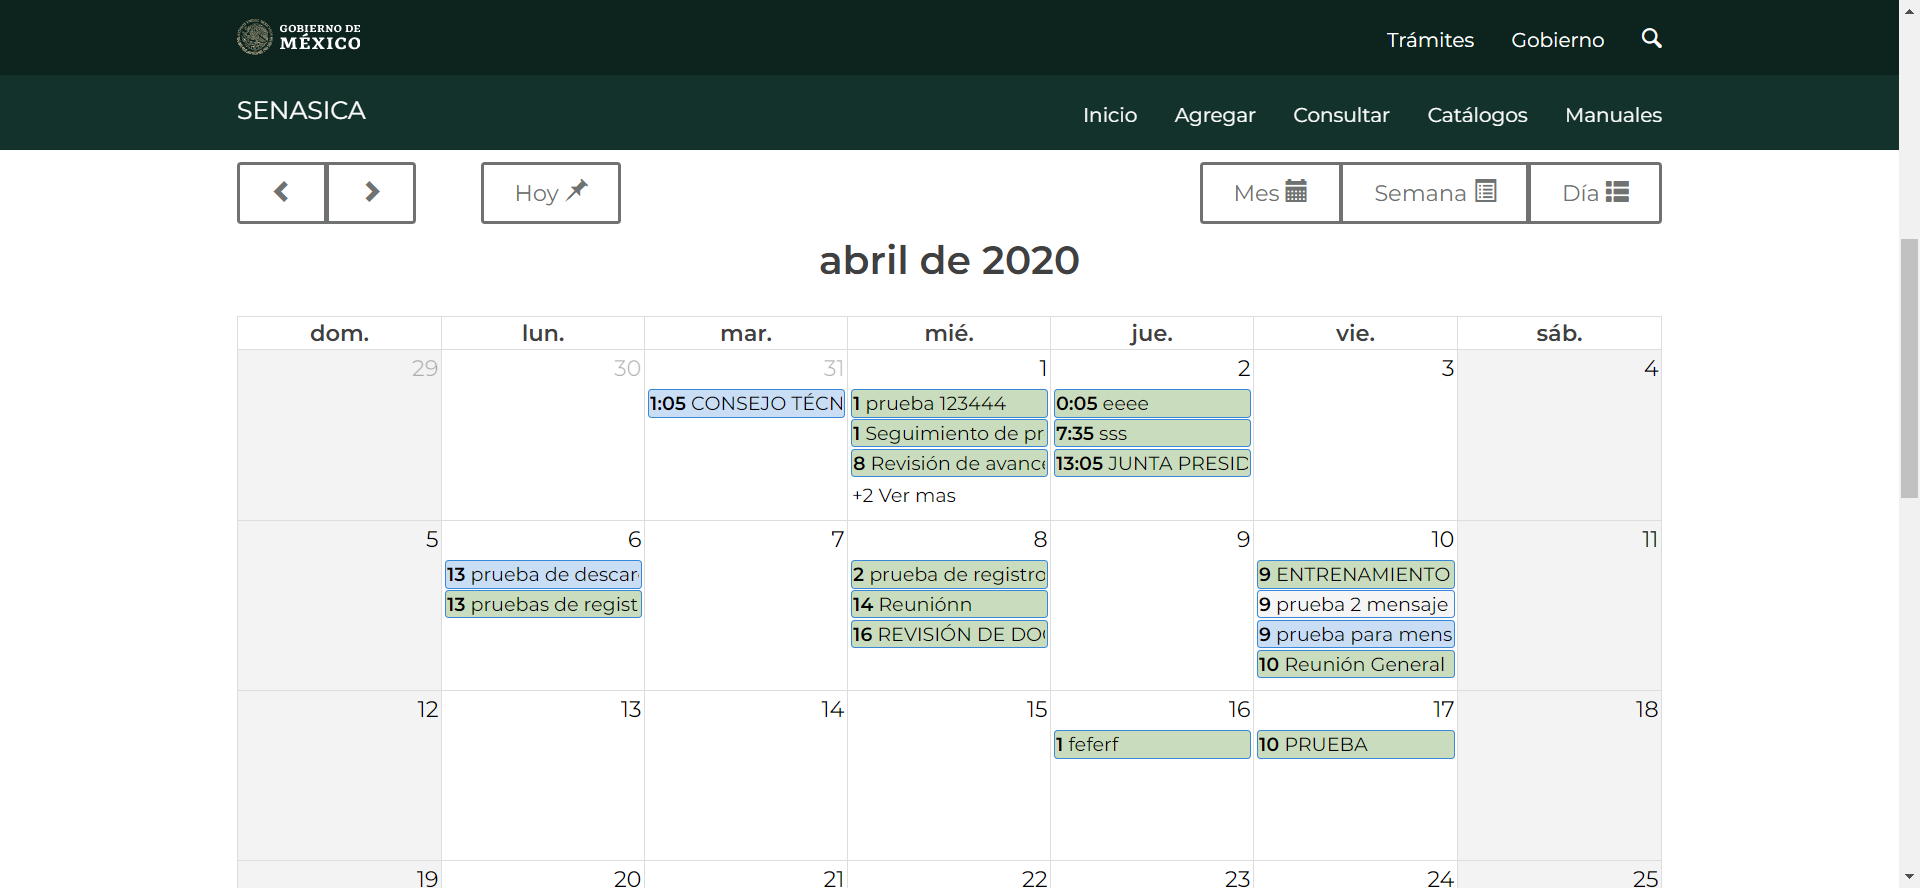 GOBIERNO DE
MÉXICO
Trámites Gobierno
SENASICA
Inicio Agregar Consultar Catálogos Manuales
Hoy
Mes Semana Día
abril de 2020
dom. lun. mar. mié. jue. vie. sáb.
29 30 31 1 2 3 4
1:05 CONSEJO TÉCN
1 prueba 123444
1 Seguimiento de pr
8 Revisión de avanc
+2 Ver mas
0:05 eeee
7:35 sss
13:05 JUNTA PRESID
5 6 7 8 9 10 11
13 prueba de descar
13 pruebas de regist
2 prueba de registro
14 Reuniónn
16 REVISIÓN DE DO
9 ENTRENAMIENTO
9 prueba 2 mensaje
9 prueba para mens
10 Reunión General
12 13 14 15 16 17 18
1 feferf
10 PRUEBA
19 20 21 22 23 24 25